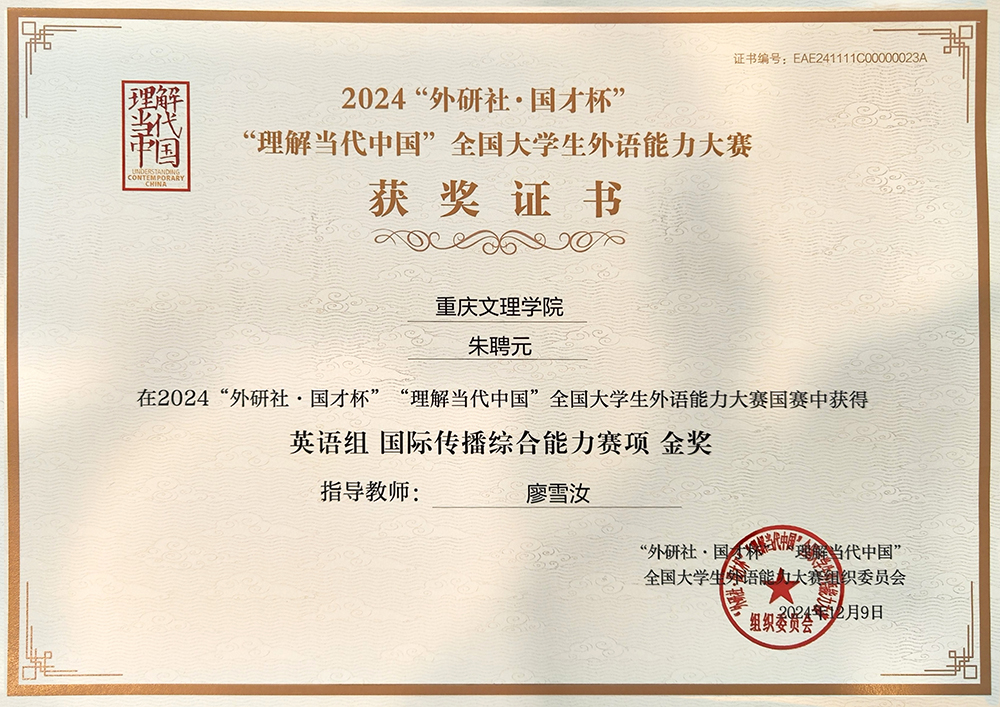 证书编号：EAE241111C00000023A
理解
当代
中国
UNDERSTANDING
CONTEMPORARY
CHINA
2024“外研社·国才杯”
“理解当代中国”全国大学生外语能力大赛
获奖证书
重庆文理学院
朱聘元
在2024“外研社·国才杯”“理解当代中国”全国大学生外语能力大赛国赛中获得
英语组 国际传播综合能力赛项 金奖
指导教师： 廖雪汝
“外研社·国才杯”“理解当代中国”
全国大学生外语能力大赛组织委员会
2024年12月9日
组织委员会